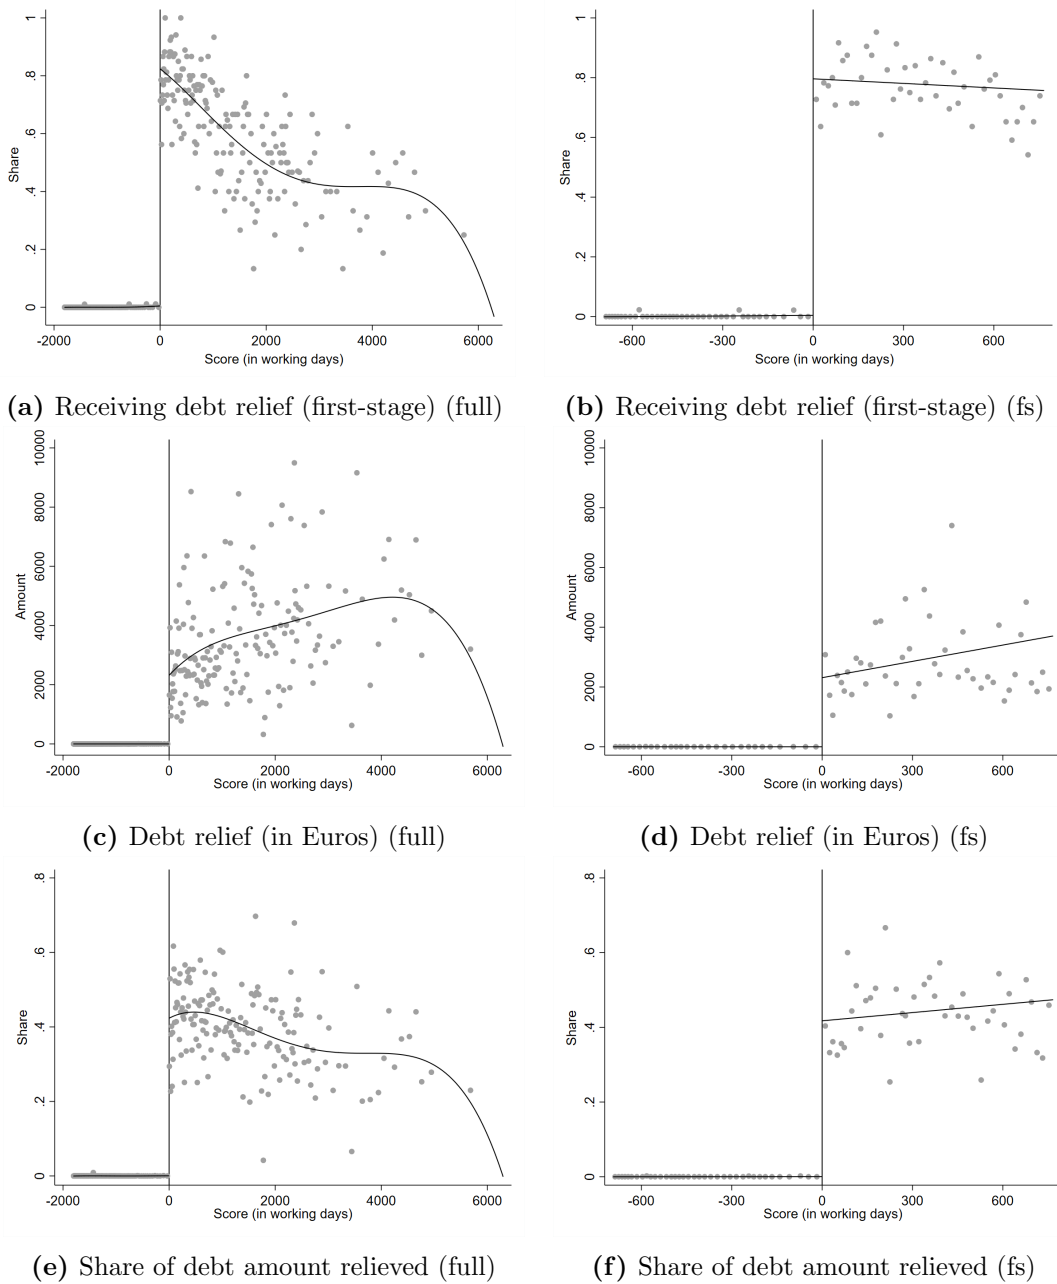 1
.8
.6
.4
.2
0
Share
-2000 0 2000 4000 6000
Score (in working days)
(a) Receiving debt relief (first-stage) (full)
1
.8
.6
.4
.2
0
Share
-600 -300 0 300 600
Score (in working days)
(b) Receiving debt relief (first-stage) (fs)
10000
8000
6000
4000
2000
0
Amount
-2000 0 2000 4000 6000
Score (in working days)
(c) Debt relief (in Euros) (full)
10000
8000
6000
4000
2000
0
Amount
-600 -300 0 300 600
Score (in working days)
(d) Debt relief (in Euros) (fs)
.8
.6
.4
.2
0
Share
-2000 0 2000 4000 6000
Score (in working days)
(e) Share of debt amount relieved (full)
.8
.6
.4
.2
0
Share
-600 -300 0 300 600
Score (in working days)
(f) Share of debt amount relieved (fs)